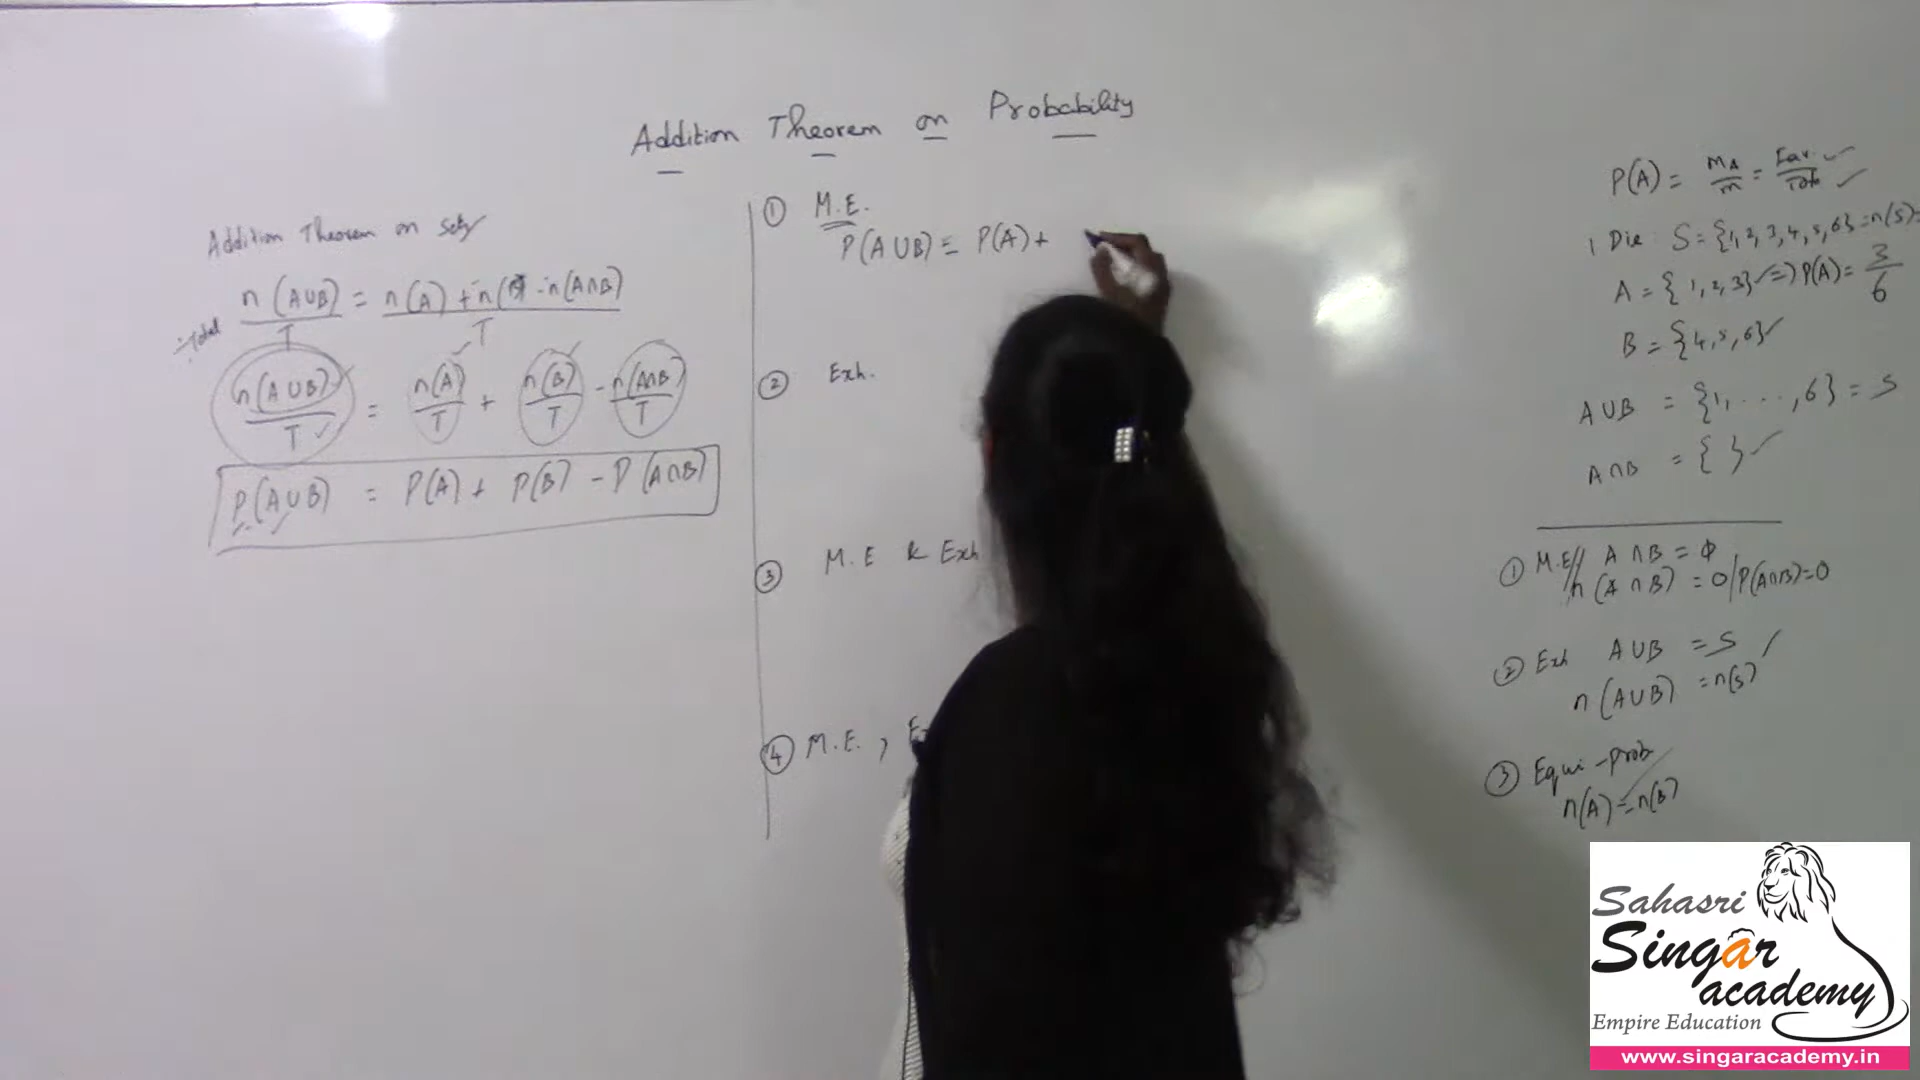 Addition Theorem on Probability
Addition Theorem on Sets
n(A∪B) = n(A) + n(B) - n(A∩B)
÷Total T T
n(A∪B)/T = n(A)/T + n(B)/T - n(A∩B)/T
P(A∪B) = P(A) + P(B) - P(A∩B)
① M.E.
P(A∪B) = P(A) +
② Exh.
③ M.E & Exh
④ M.E. ,
P(A) = mA/m = Fav./Tot
1 Die: S = {1, 2, 3, 4, 5, 6} = n(S) =
A = {1, 2, 3} => P(A) = 3/6
B = {4, 5, 6}
A∪B = {1, . . . , 6} = S
A∩B = { }
① M.E// A∩B = ϕ
n(A∩B) = 0 / P(A∩B) = 0
② Exh A∪B = S
n(A∪B) = n(S)
③ Equi-prob
n(A) = n(B)
Sahasri
Singar
academy
Empire Education
www.singaracademy.in